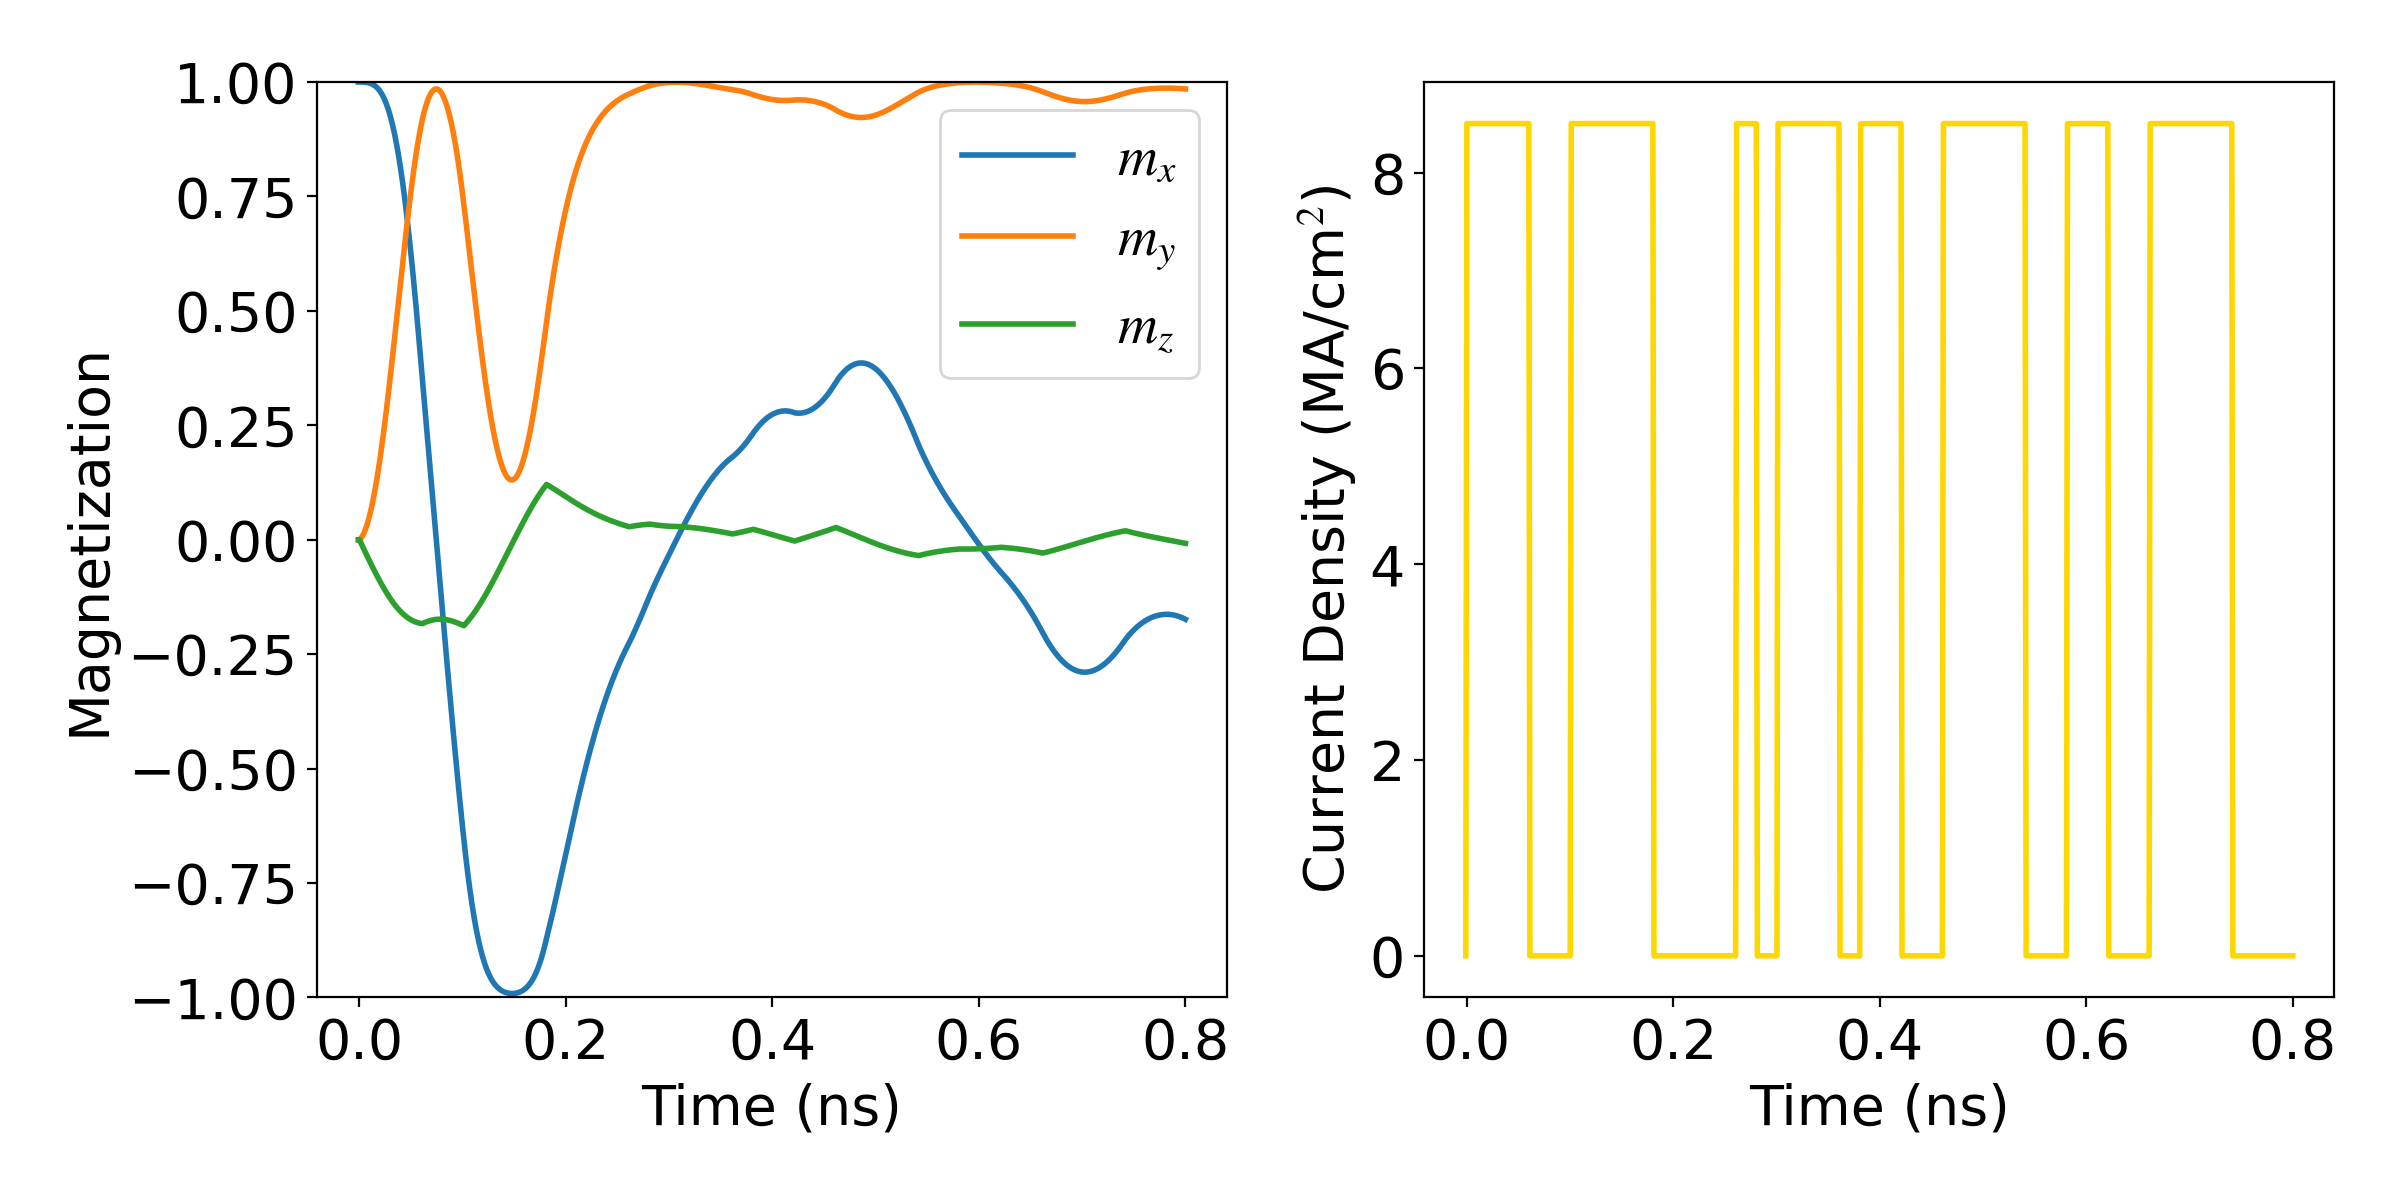 Magnetization
1.00
0.75
0.50
0.25
0.00
−0.25
−0.50
−0.75
−1.00
0.0 0.2 0.4 0.6 0.8
Time (ns)
m_x
m_y
m_z
Current Density (MA/cm²)
8
6
4
2
0
0.0 0.2 0.4 0.6 0.8
Time (ns)